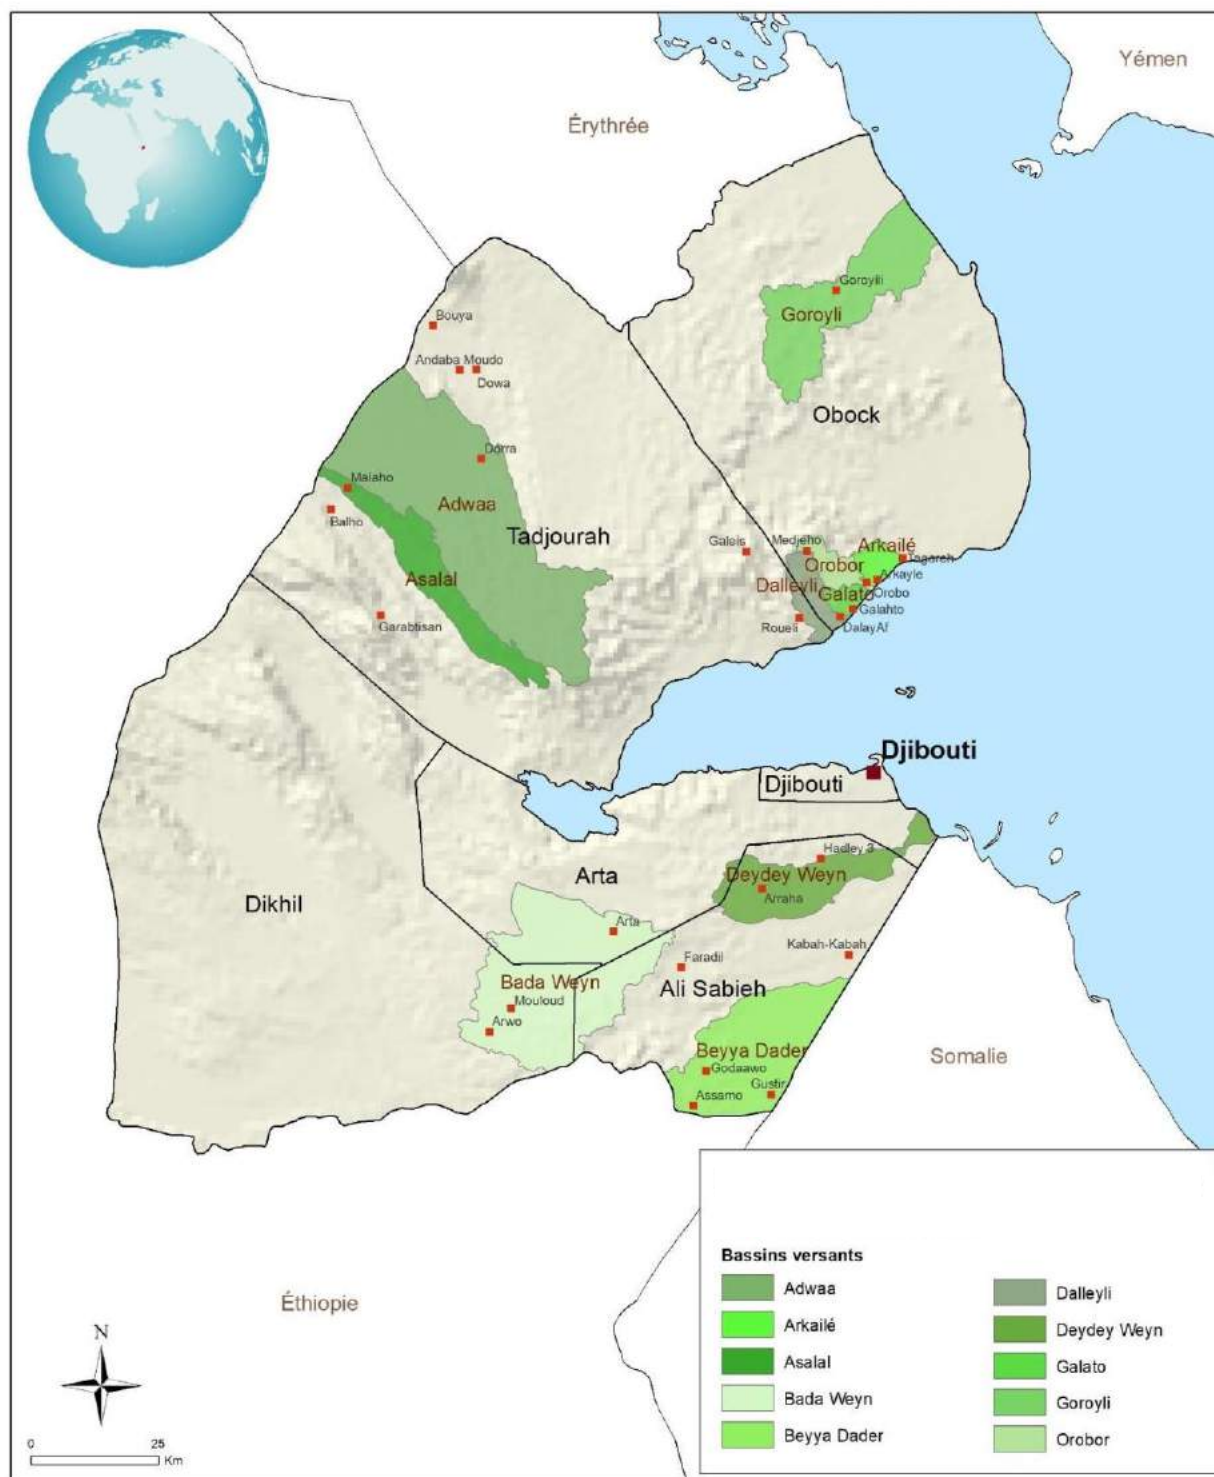 Yémen
Érythrée
Goroyili
Goroyli
Bouya
Andaba Moudo
Dowa
Obock
Dorra
Malaho
Adwaa
Balho
Tadjourah
Galeis
Medjeho
Arkailé
Tagareh
Orobor
Arkayle
Asalal
Dalleyli
Galato
Orobo
Galahto
Garabtisan
Roueli
DalayAf
Djibouti
Djibouti
Hadley 3
Deydey Weyn
Arta
Arraha
Dikhil
Arta
Kabah-Kabah
Faradil
Bada Weyn
Ali Sabieh
Mouloud
Arwo
Beyya Dader
Somalie
Godaawo
Gustir
Assamo
Bassins versants
Adwaa
Dalleyli
Arkailé
Deydey Weyn
Asalal
Galato
Bada Weyn
Goroyli
Beyya Dader
Orobor
Éthiopie
N
0 25
Km